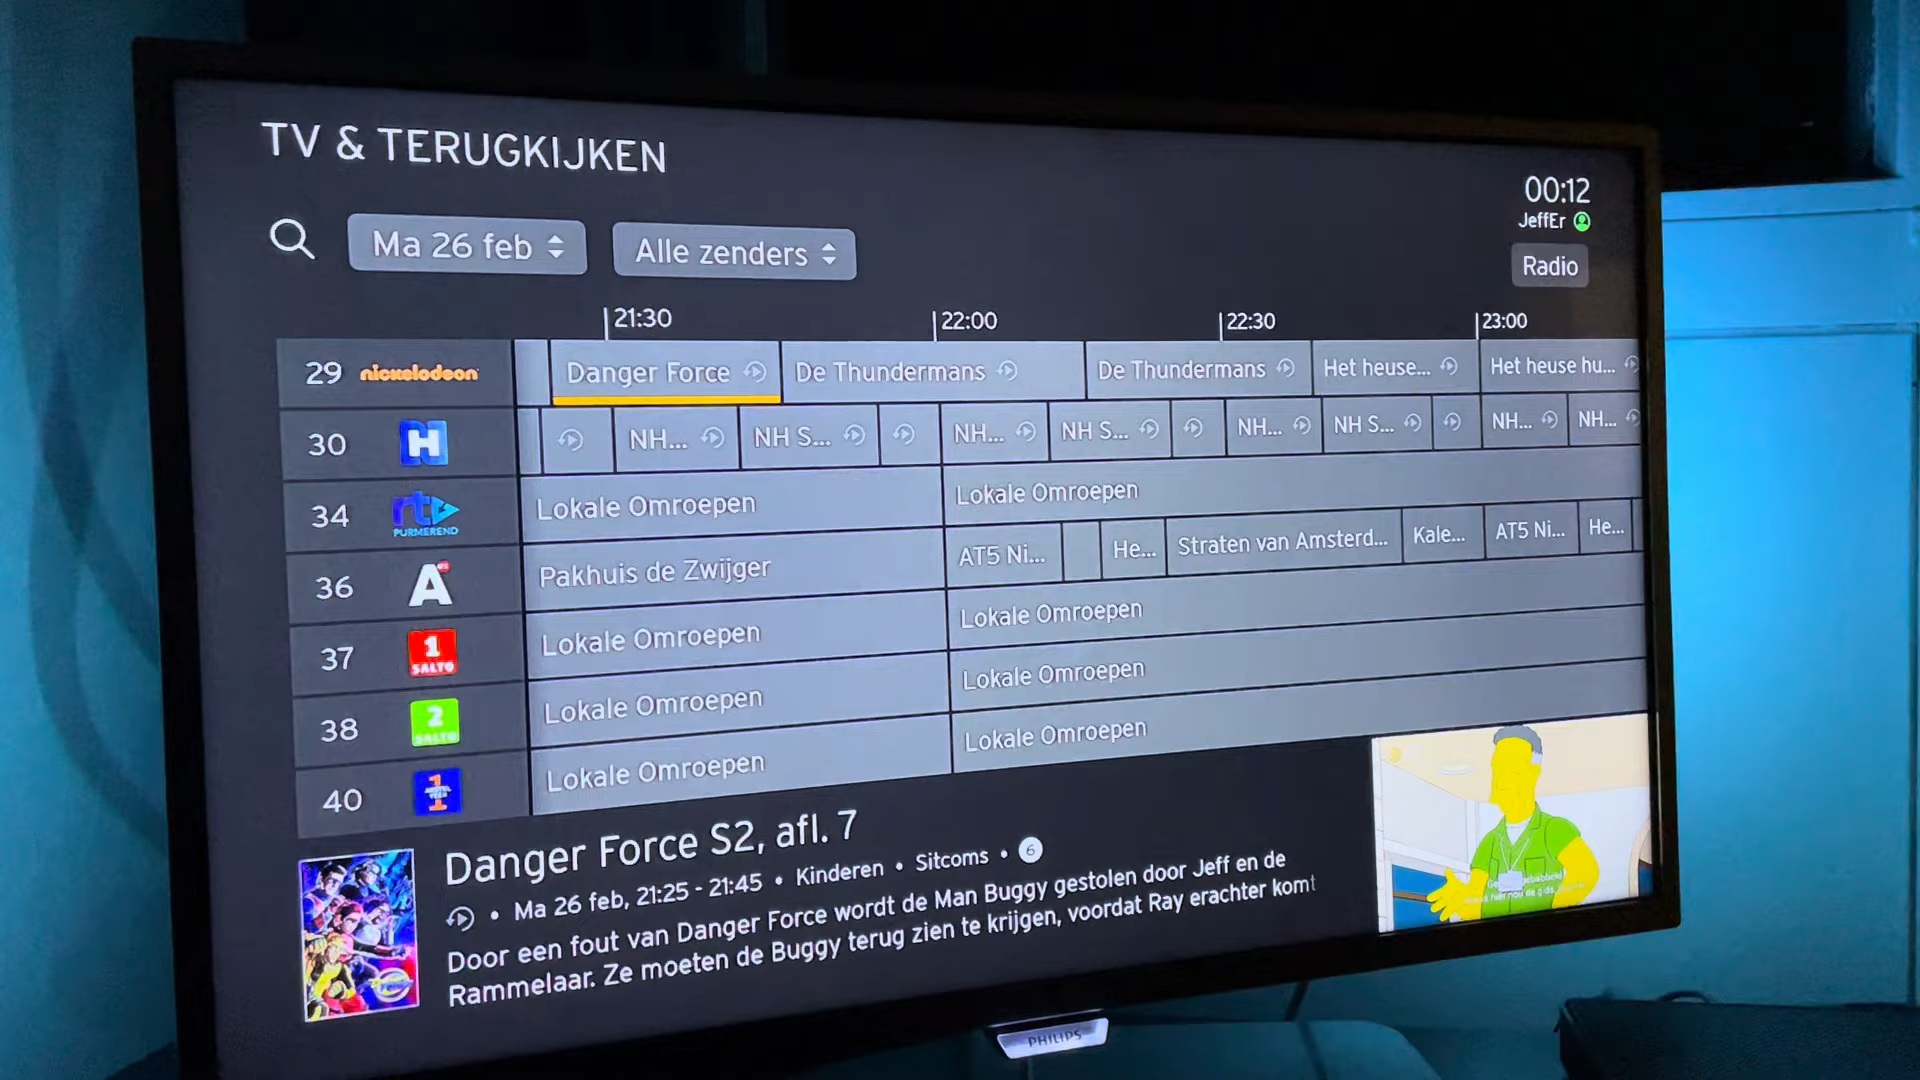 TV & TERUGKIJKEN
00:12
JeffEr
Ma 26 feb
Alle zenders
Radio
21:30 22:00 22:30 23:00
29 nickelodeon Danger Force De Thundermans De Thundermans Het heuse... Het heuse hu...
30 H NH... NH S... NH... NH S... NH... NH S... NH... NH...
34 rtv PURMEREND Lokale Omroepen Lokale Omroepen
36 A Pakhuis de Zwijger AT5 Ni... He... Straten van Amsterd... Kale... AT5 Ni... He...
37 1 SALTO Lokale Omroepen Lokale Omroepen
38 2 SALTO Lokale Omroepen Lokale Omroepen
40 1 Lokale Omroepen Lokale Omroepen
Danger Force S2, afl. 7
• Ma 26 feb, 21:25 - 21:45 • Kinderen • Sitcoms • 6
Door een fout van Danger Force wordt de Man Buggy gestolen door Jeff en de
Rammelaar. Ze moeten de Buggy terug zien te krijgen, voordat Ray erachter komt
PHILIPS